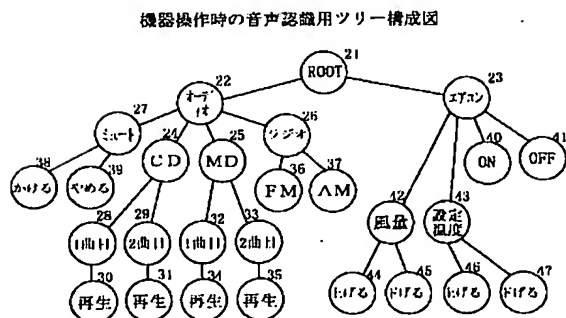 機器操作時の音声認識用ツリー構成図
21
ROOT
22
オーディオ
23
エアコン
27
ミュート
24
CD
25
MD
26
ラジオ
40
ON
41
OFF
38
かける
39
やめる
36
FM
37
AM
42
風量
43
設定
温度
28
1曲目
29
2曲目
32
1曲目
33
2曲目
30
再生
31
再生
34
再生
35
再生
44
上げる
45
下げる
46
上げる
47
下げる